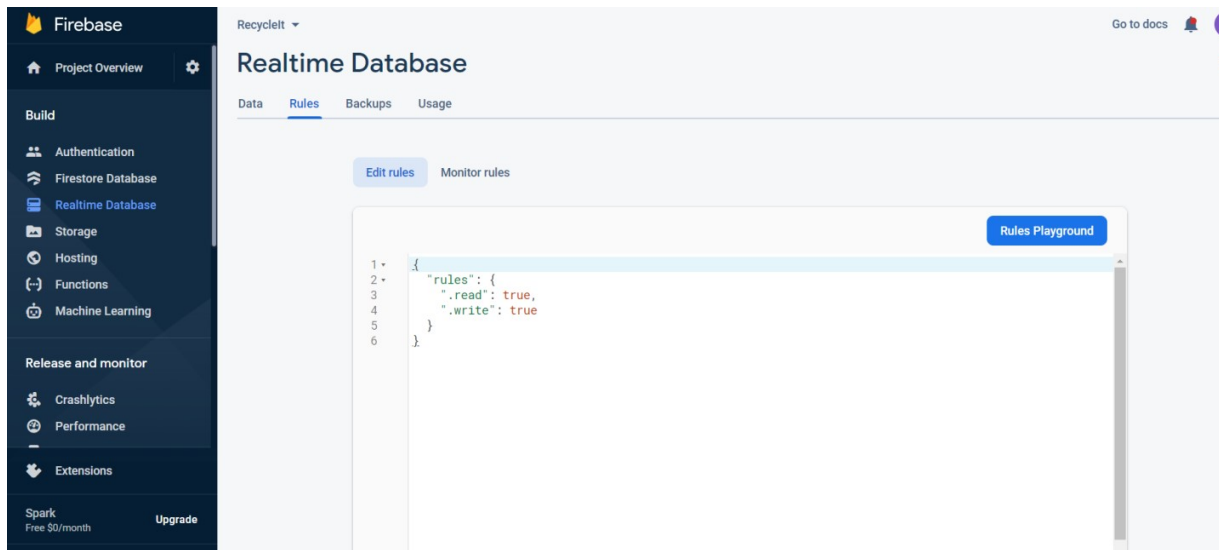 Firebase
Project Overview
Build
Authentication
Firestore Database
Realtime Database
Storage
Hosting
Functions
Machine Learning
Release and monitor
Crashlytics
Performance
Extensions
Spark
Free $0/month
Upgrade
RecycleIt
Go to docs
Realtime Database
Data Rules Backups Usage
Edit rules Monitor rules
Rules Playground
1 {
2 "rules": {
3 ".read": true,
4 ".write": true
5 }
6 }